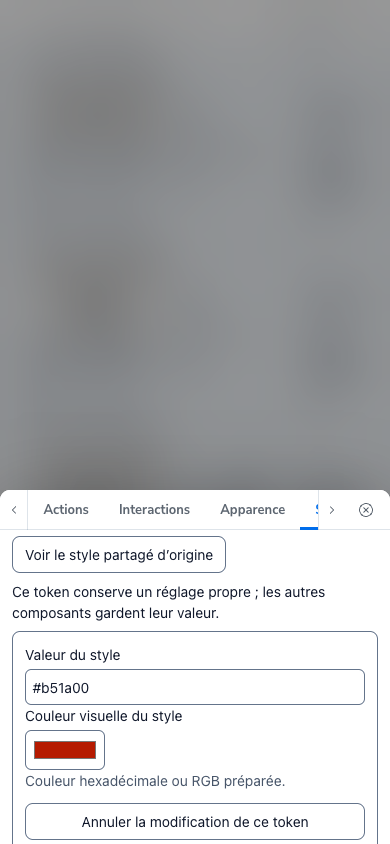 Actions Interactions Apparence
Voir le style partagé d’origine
Ce token conserve un réglage propre ; les autres
composants gardent leur valeur.
Valeur du style
#b51a00
Couleur visuelle du style
Couleur hexadécimale ou RGB préparée.
Annuler la modification de ce token